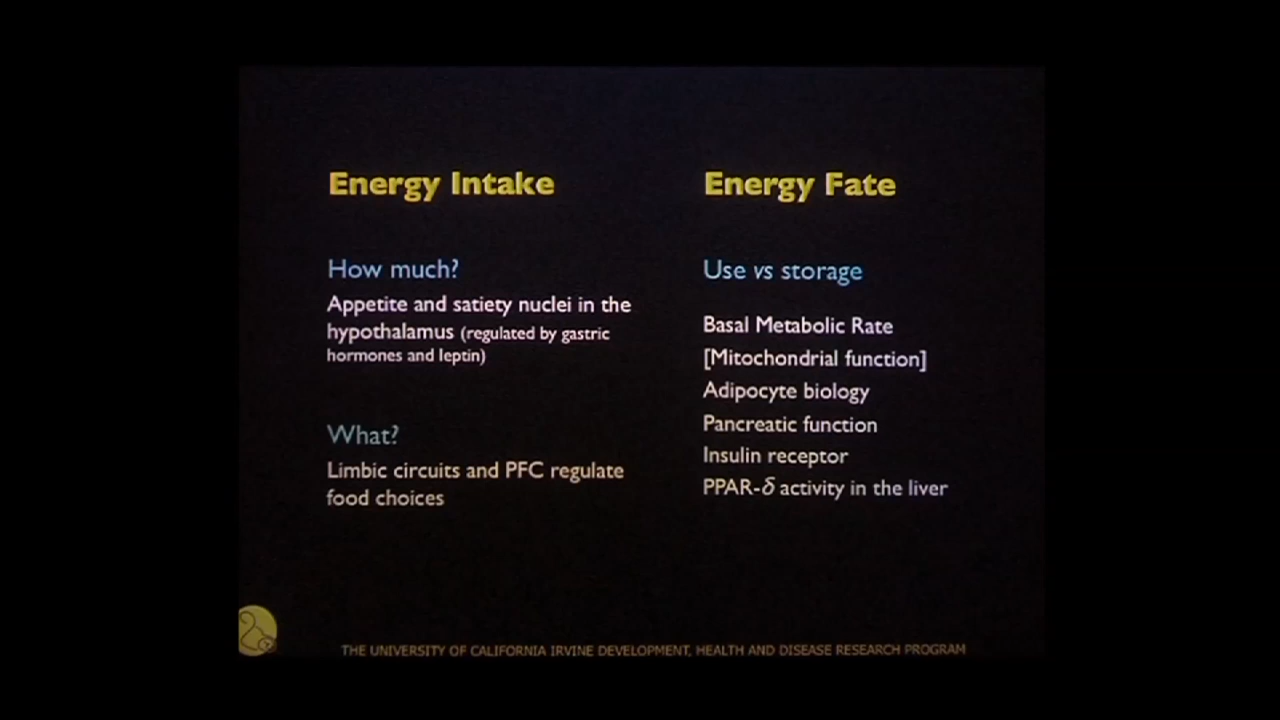 Energy Intake
How much?
Appetite and satiety nuclei in the
hypothalamus (regulated by gastric
hormones and leptin)
What?
Limbic circuits and PFC regulate
food choices
Energy Fate
Use vs storage
Basal Metabolic Rate
[Mitochondrial function]
Adipocyte biology
Pancreatic function
Insulin receptor
PPAR-δ activity in the liver
THE UNIVERSITY OF CALIFORNIA IRVINE DEVELOPMENT, HEALTH AND DISEASE RESEARCH PROGRAM